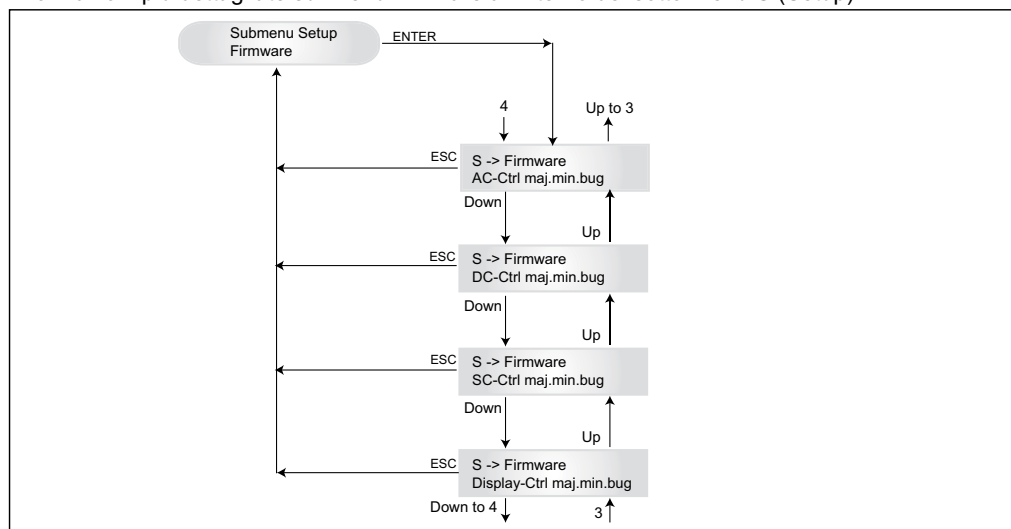 Submenu Setup
Firmware
ENTER
4
Up to 3
ESC
S -> Firmware
AC-Ctrl maj.min.bug
Down
Up
ESC
S -> Firmware
DC-Ctrl maj.min.bug
Down
Up
ESC
S -> Firmware
SC-Ctrl maj.min.bug
Down
Up
ESC
S -> Firmware
Display-Ctrl maj.min.bug
Down to 4
3